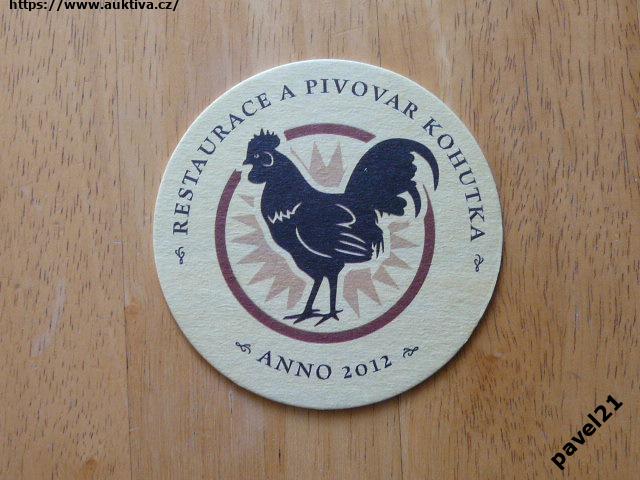 https://www.auktiva.cz/
RESTAURACE A PIVOVAR KOHUTKA
ANNO 2012
pavel21